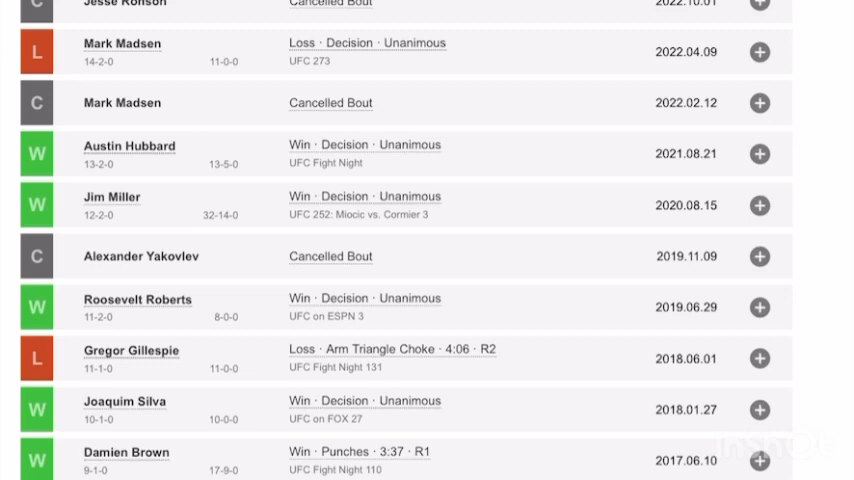 C Jesse Ronson Cancelled Bout 2022.10.01
L Mark Madsen Loss · Decision · Unanimous 2022.04.09
14-2-0 11-0-0 UFC 273
C Mark Madsen Cancelled Bout 2022.02.12
W Austin Hubbard Win · Decision · Unanimous 2021.08.21
13-2-0 13-5-0 UFC Fight Night
W Jim Miller Win · Decision · Unanimous 2020.08.15
12-2-0 32-14-0 UFC 252: Miocic vs. Cormier 3
C Alexander Yakovlev Cancelled Bout 2019.11.09
W Roosevelt Roberts Win · Decision · Unanimous 2019.06.29
11-2-0 8-0-0 UFC on ESPN 3
L Gregor Gillespie Loss · Arm Triangle Choke · 4:06 · R2 2018.06.01
11-1-0 11-0-0 UFC Fight Night 131
W Joaquim Silva Win · Decision · Unanimous 2018.01.27
10-1-0 10-0-0 UFC on FOX 27
W Damien Brown Win · Punches · 3:37 · R1 2017.06.10
9-1-0 17-9-0 UFC Fight Night 110
InShOt